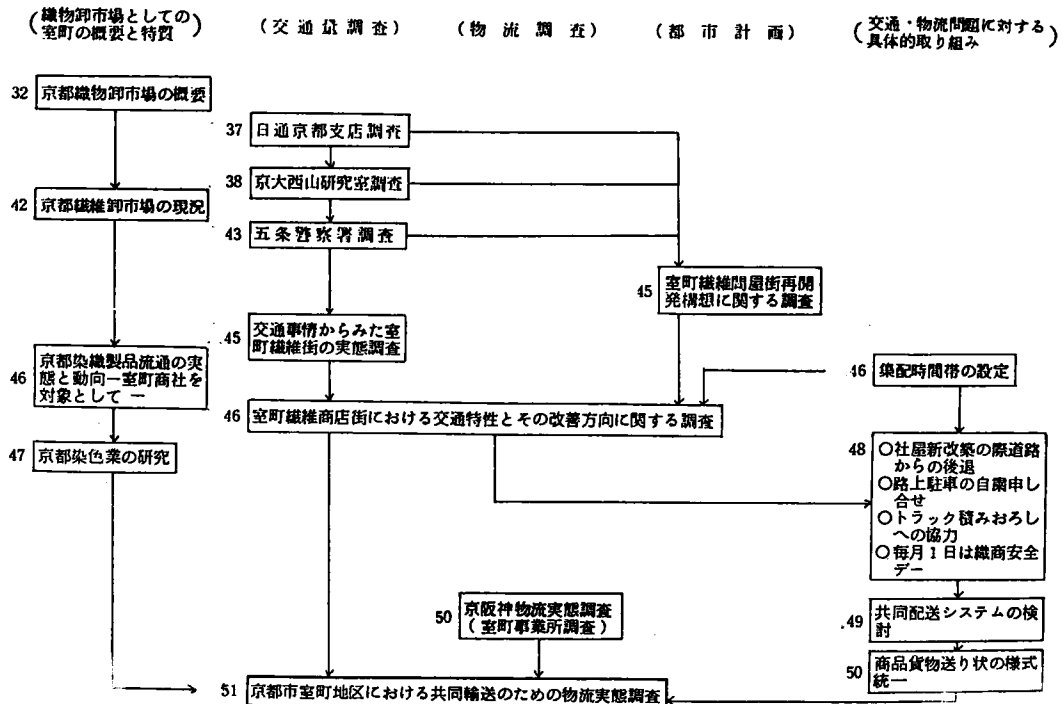 (織物卸市場としての
室町の概要と特質)
(交通量調査)
(物流調査)
(都市計画)
(交通・物流問題に対する
具体的取り組み)
32 京都織物卸市場の概要
37 日通京都支店調査
38 京大西山研究室調査
42 京都繊維卸市場の現況
43 五条警察署調査
45 室町繊維問屋街再開
発構想に関する調査
45 交通事情からみた室
町繊維街の実態調査
46 京都染織製品流通の実
態と動向―室町商社を
対象として―
46 集配時間帯の設定
46 室町繊維商店街における交通特性とその改善方向に関する調査
47 京都染色業の研究
48 ○社屋新改築の際道路
からの後退
○路上駐車の自粛申し
合せ
○トラック積みおろし
への協力
○毎月1日は織商安全
デー
50 京阪神物流実態調査
(室町事業所調査)
49 共同配送システムの検
討
50 商品貨物送り状の様式
統一
51 京都市室町地区における共同輸送のための物流実態調査